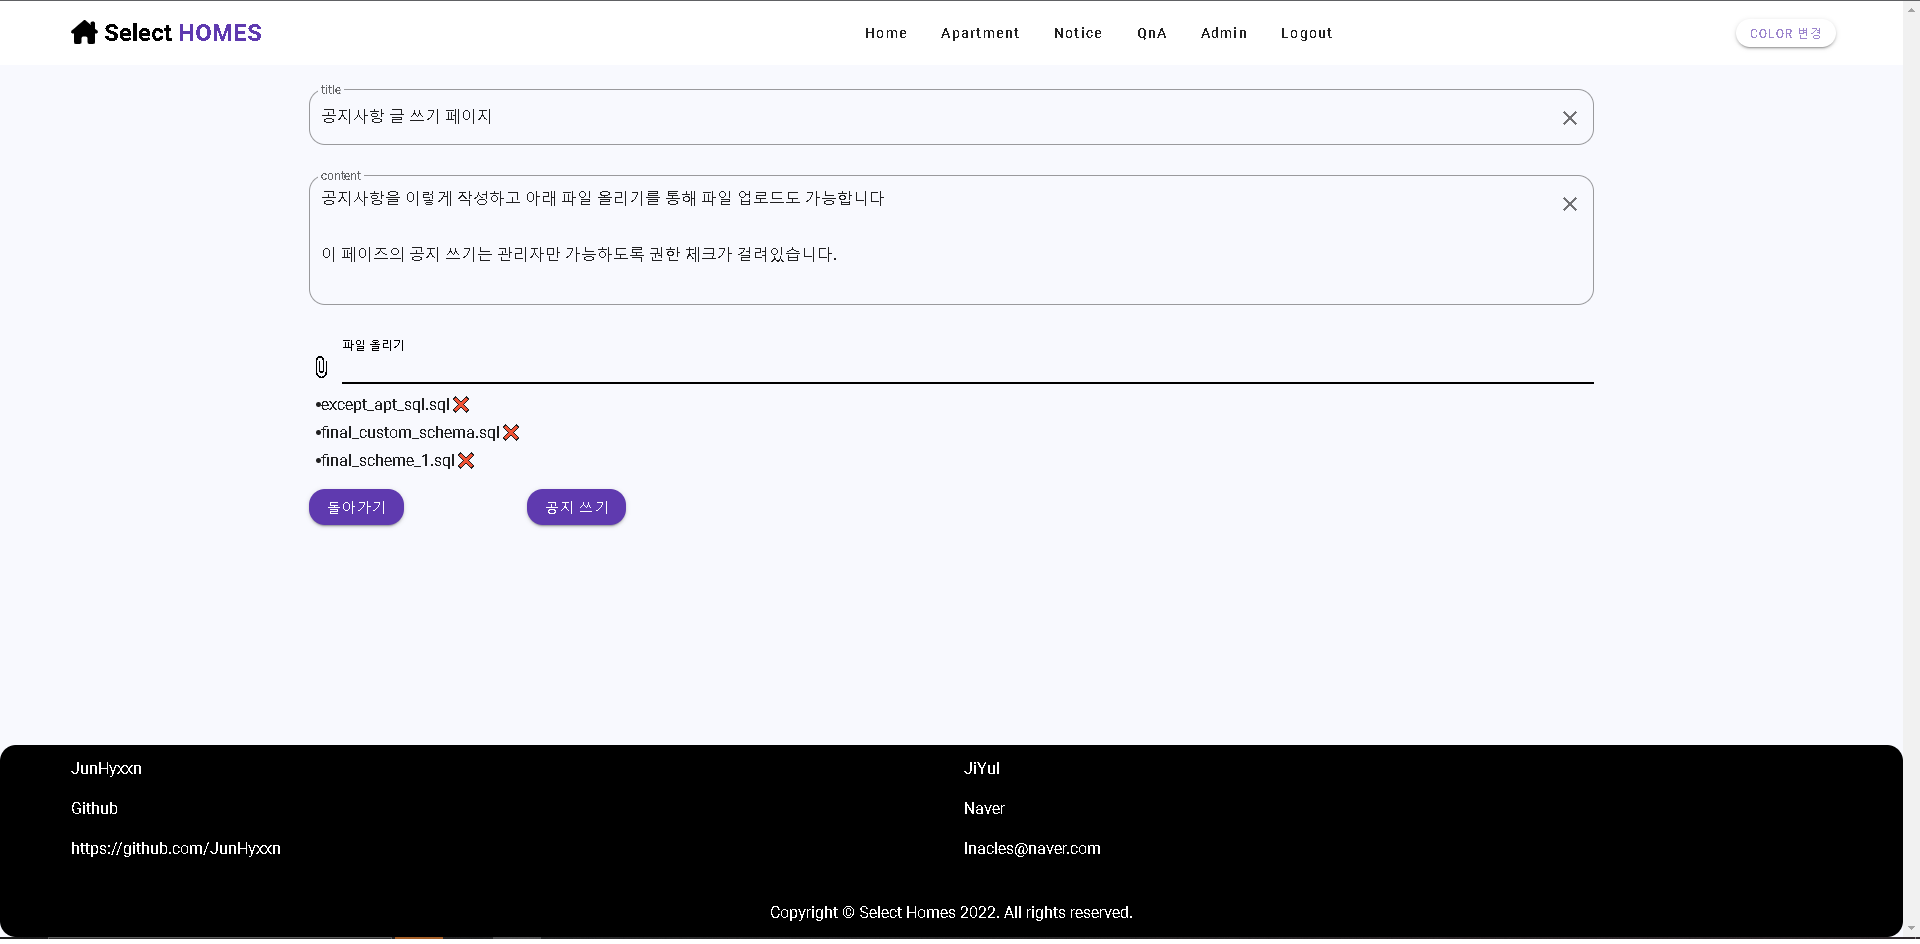 Select HOMES
Home Apartment Notice QnA Admin Logout
COLOR 변경
title
공지사항 글 쓰기 페이지
content
공지사항을 이렇게 작성하고 아래 파일 올리기를 통해 파일 업로드도 가능합니다
이 페이즈의 공지 쓰기는 관리자만 가능하도록 권한 체크가 걸려있습니다.
파일 올리기
•except_apt_sql.sql❌
•final_custom_schema.sql❌
•final_scheme_1.sql❌
돌아가기 공지 쓰기
JunHyxxn
Github
https://github.com/JunHyxxn
JiYul
Naver
lnacles@naver.com
Copyright © Select Homes 2022. All rights reserved.